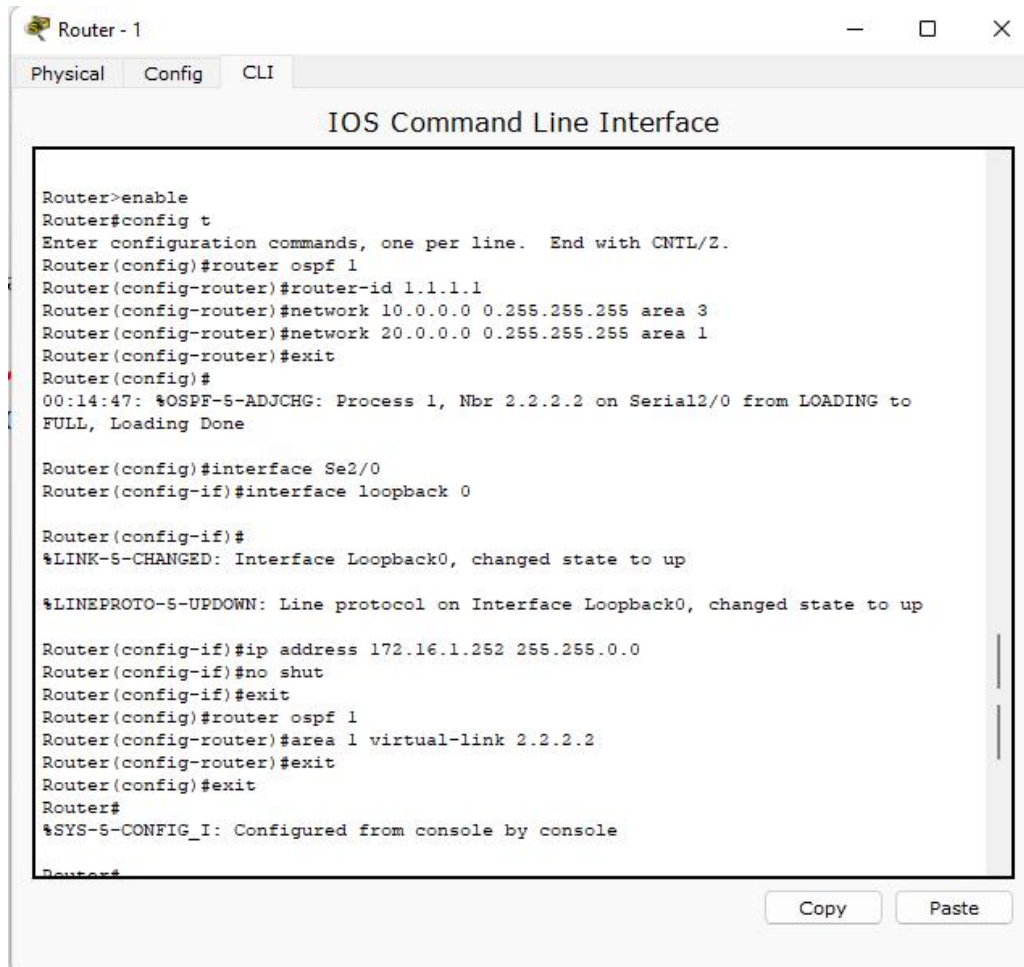 Router - 1
Physical Config CLI
IOS Command Line Interface
Router>enable
Router#config t
Enter configuration commands, one per line.  End with CNTL/Z.
Router(config)#router ospf 1
Router(config-router)#router-id 1.1.1.1
Router(config-router)#network 10.0.0.0 0.255.255.255 area 3
Router(config-router)#network 20.0.0.0 0.255.255.255 area 1
Router(config-router)#exit
Router(config)#
00:14:47: %OSPF-5-ADJCHG: Process 1, Nbr 2.2.2.2 on Serial2/0 from LOADING to
FULL, Loading Done
Router(config)#interface Se2/0
Router(config-if)#interface loopback 0
Router(config-if)#
%LINK-5-CHANGED: Interface Loopback0, changed state to up
%LINEPROTO-5-UPDOWN: Line protocol on Interface Loopback0, changed state to up
Router(config-if)#ip address 172.16.1.252 255.255.0.0
Router(config-if)#no shut
Router(config-if)#exit
Router(config)#router ospf 1
Router(config-router)#area 1 virtual-link 2.2.2.2
Router(config-router)#exit
Router(config)#exit
Router#
%SYS-5-CONFIG_I: Configured from console by console
Router#
Copy Paste